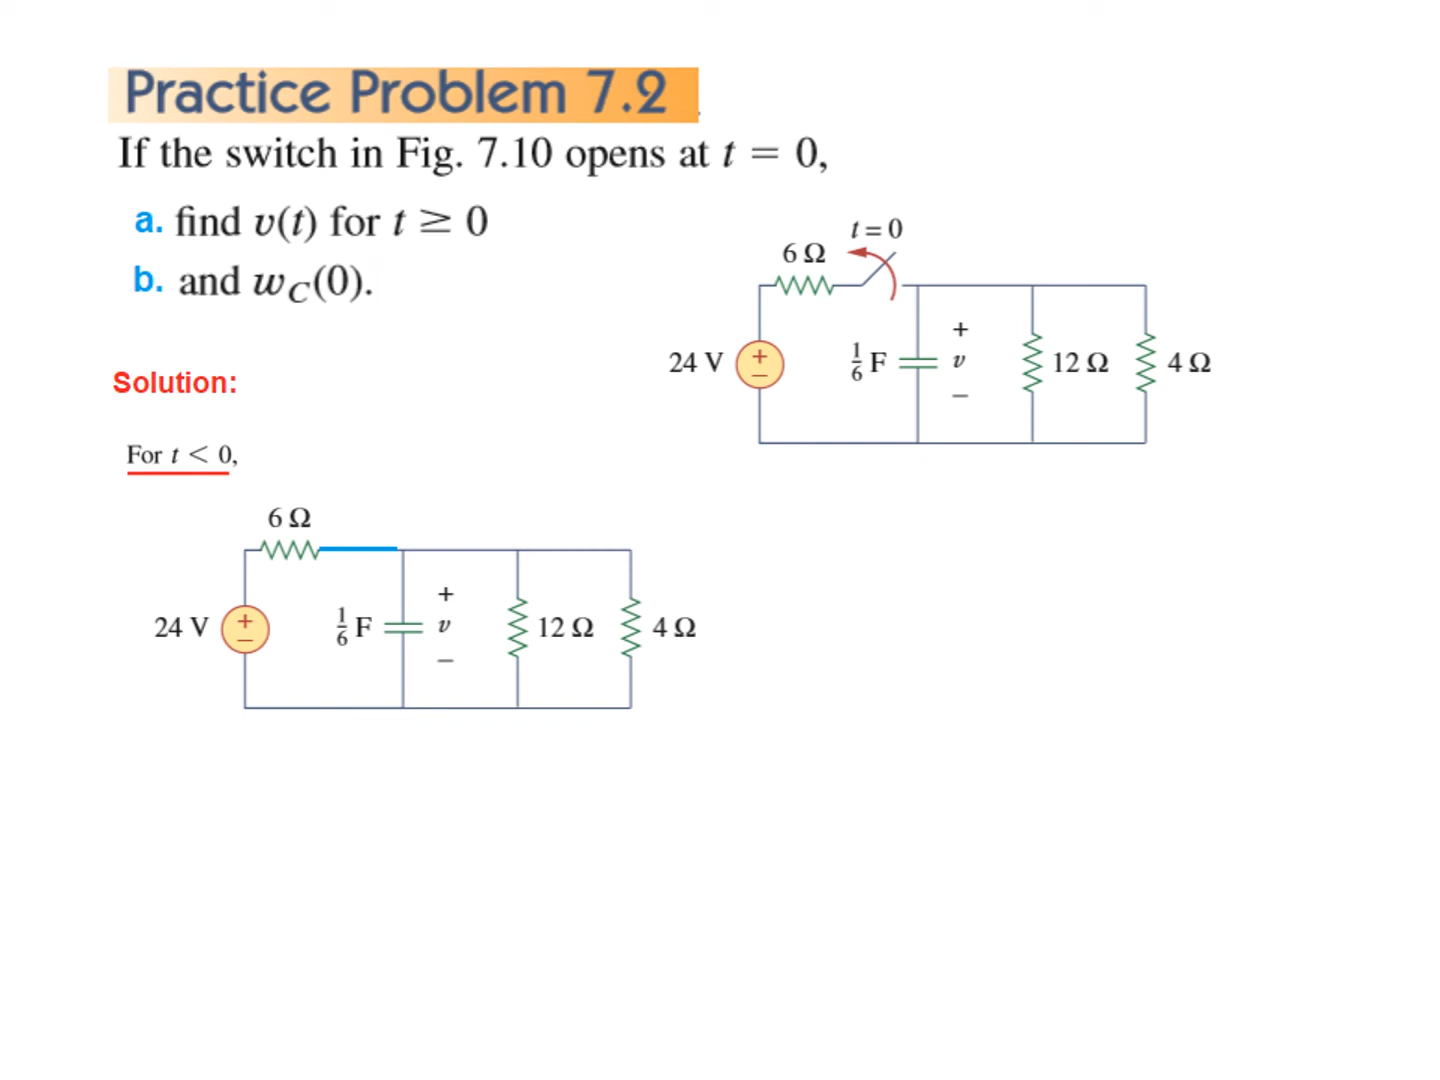 Practice Problem 7.2
If the switch in Fig. 7.10 opens at t = 0,
a. find v(t) for t ≥ 0
b. and w_C(0).
t = 0
6 Ω
24 V
+
−
1/6 F
+
v
−
12 Ω
4 Ω
Solution:
For t < 0,
6 Ω
24 V
+
−
1/6 F
+
v
−
12 Ω
4 Ω